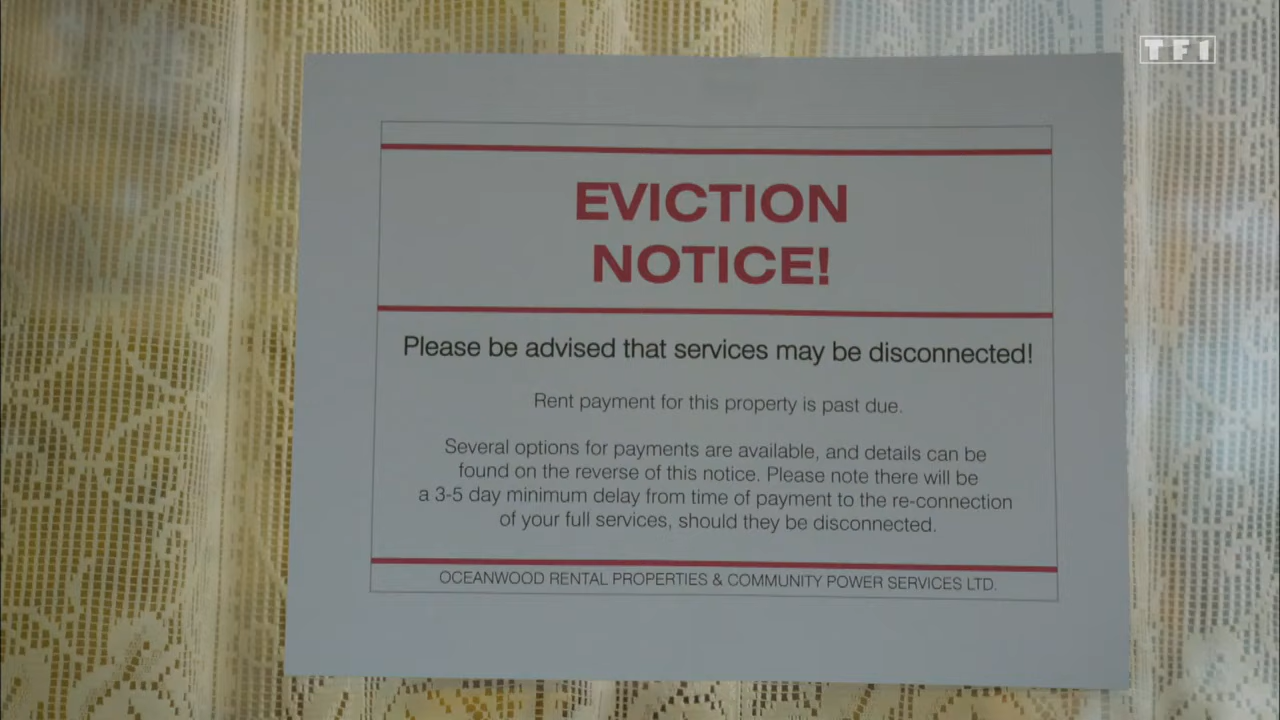 TF1
EVICTION
NOTICE!
Please be advised that services may be disconnected!
Rent payment for this property is past due.
Several options for payments are available, and details can be
found on the reverse of this notice. Please note there will be
a 3-5 day minimum delay from time of payment to the re-connection
of your full services, should they be disconnected.
OCEANWOOD RENTAL PROPERTIES & COMMUNITY POWER SERVICES LTD.